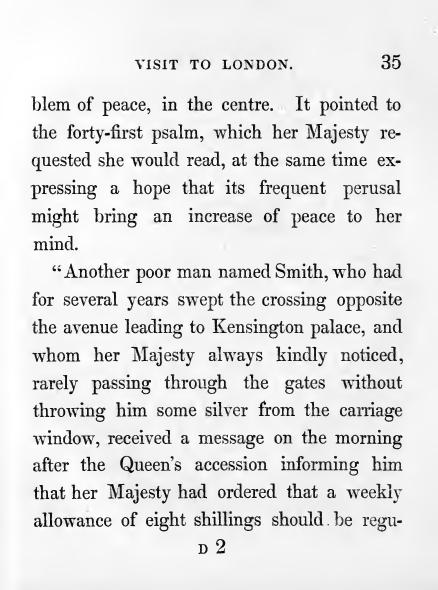 VISIT TO LONDON. 35
blem of peace, in the centre. It pointed to
the forty-first psalm, which her Majesty re-
quested she would read, at the same time ex-
pressing a hope that its frequent perusal
might bring an increase of peace to her
mind.
“Another poor man named Smith, who had
for several years swept the crossing opposite
the avenue leading to Kensington palace, and
whom her Majesty always kindly noticed,
rarely passing through the gates without
throwing him some silver from the carriage
window, received a message on the morning
after the Queen’s accession informing him
that her Majesty had ordered that a weekly
allowance of eight shillings should be regu-
D 2